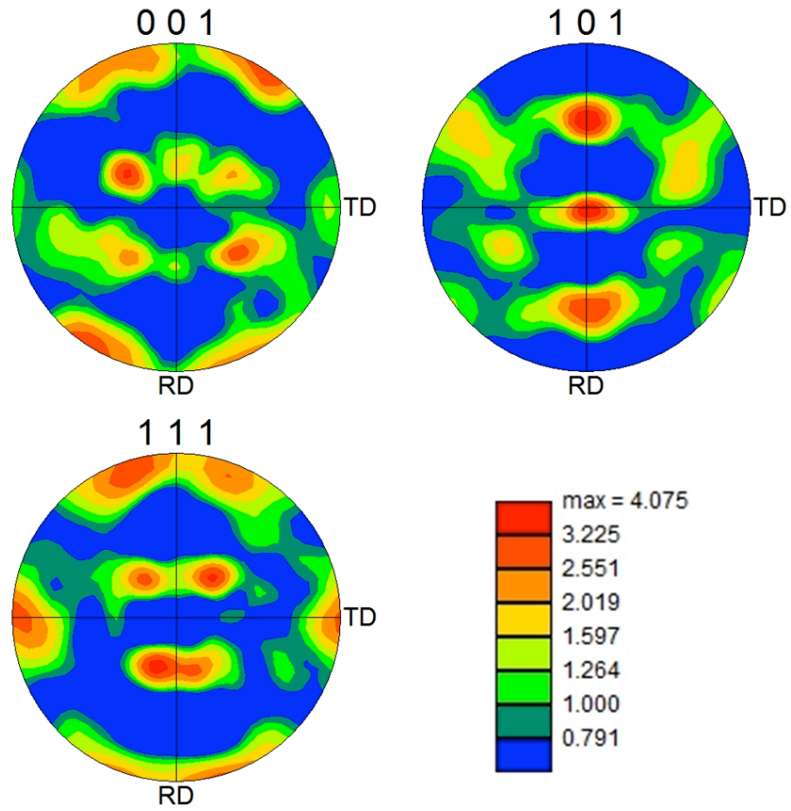 0 0 1
1 0 1
TD
TD
RD
RD
1 1 1
TD
RD
max = 4.075
3.225
2.551
2.019
1.597
1.264
1.000
0.791